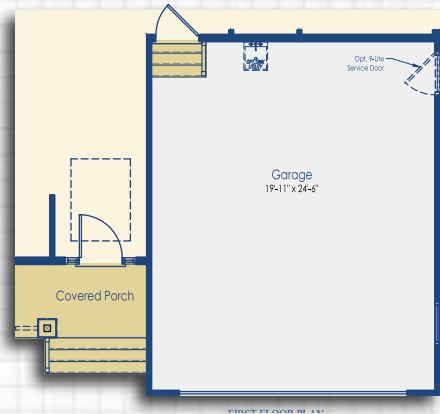 Opt. 9-Lite
Service Door
Garage
19'-11" x 24'-6"
Covered Porch
FIRST FLOOR PLAN